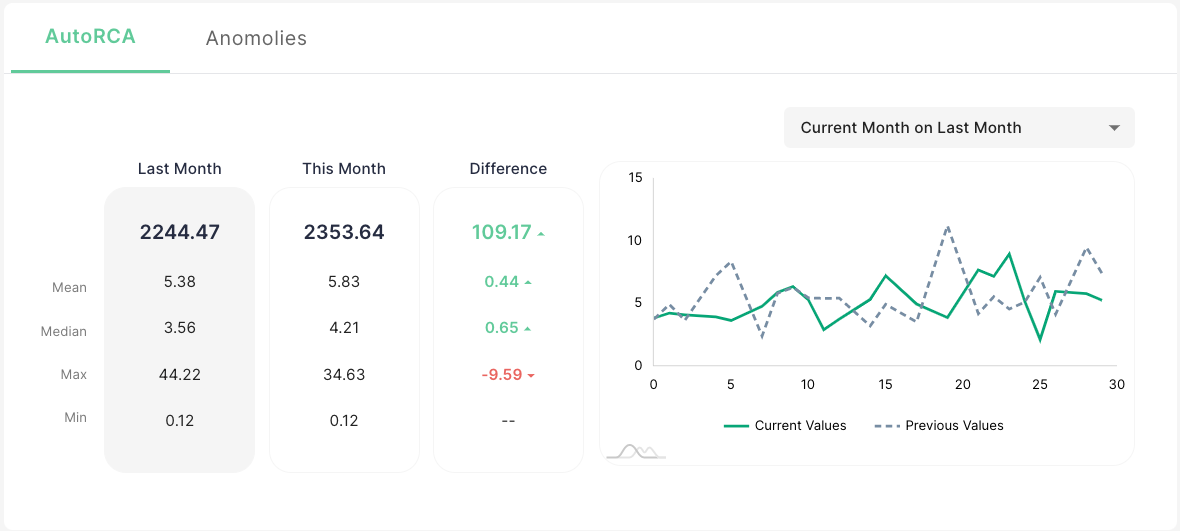 AutoRCA Anomolies
Current Month on Last Month
Last Month This Month Difference
2244.47 2353.64 109.17
Mean 5.38 5.83 0.44
Median 3.56 4.21 0.65
Max 44.22 34.63 -9.59
Min 0.12 0.12 --
15
10
5
0
0 5 10 15 20 25 30
Current Values Previous Values